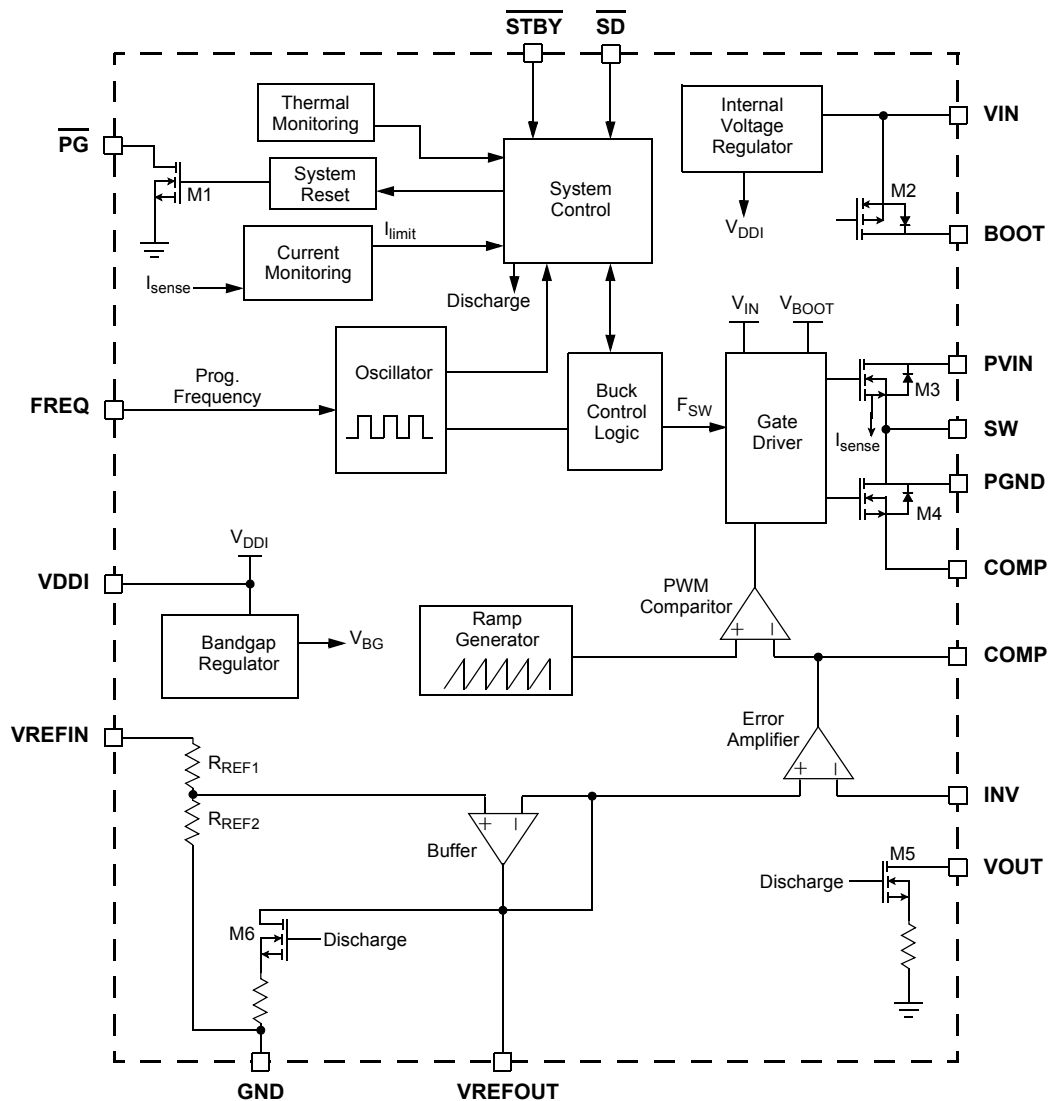 STBY SD
Thermal
Monitoring
Internal
Voltage
Regulator
VIN
PG
M1
System
Reset
System
Control
M2
VDDI
BOOT
Ilimit
Current
Monitoring
Isense
Discharge
VIN VBOOT
Oscillator
Prog.
Frequency
FREQ
Buck
Control
Logic
FSW
Gate
Driver
PVIN
M3
Isense
SW
PGND
M4
VDDI
VDDI
COMP
PWM
Comparitor
Bandgap
Regulator
VBG
Ramp
Generator
+ –
COMP
VREFIN
RREF1
Error
Amplifier
+ –
INV
RREF2
+ –
Buffer
M5
VOUT
Discharge
M6
Discharge
GND
VREFOUT